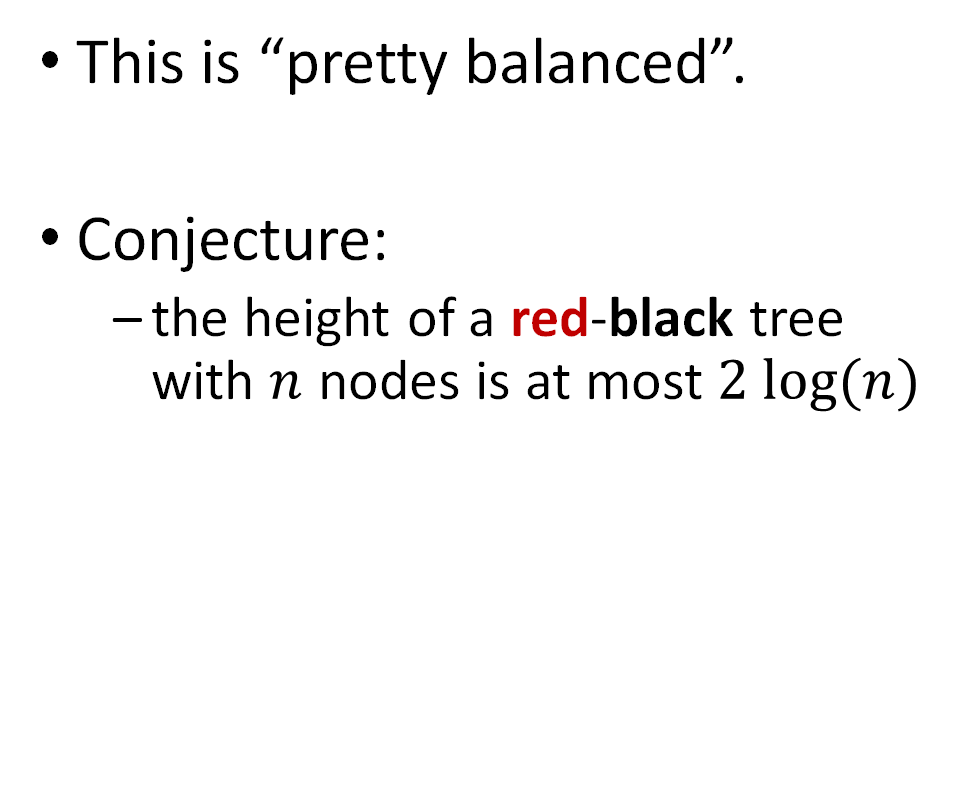 • This is “pretty balanced”.
• Conjecture:
– the height of a red-black tree
with 𝑛 nodes is at most 2 log(𝑛)